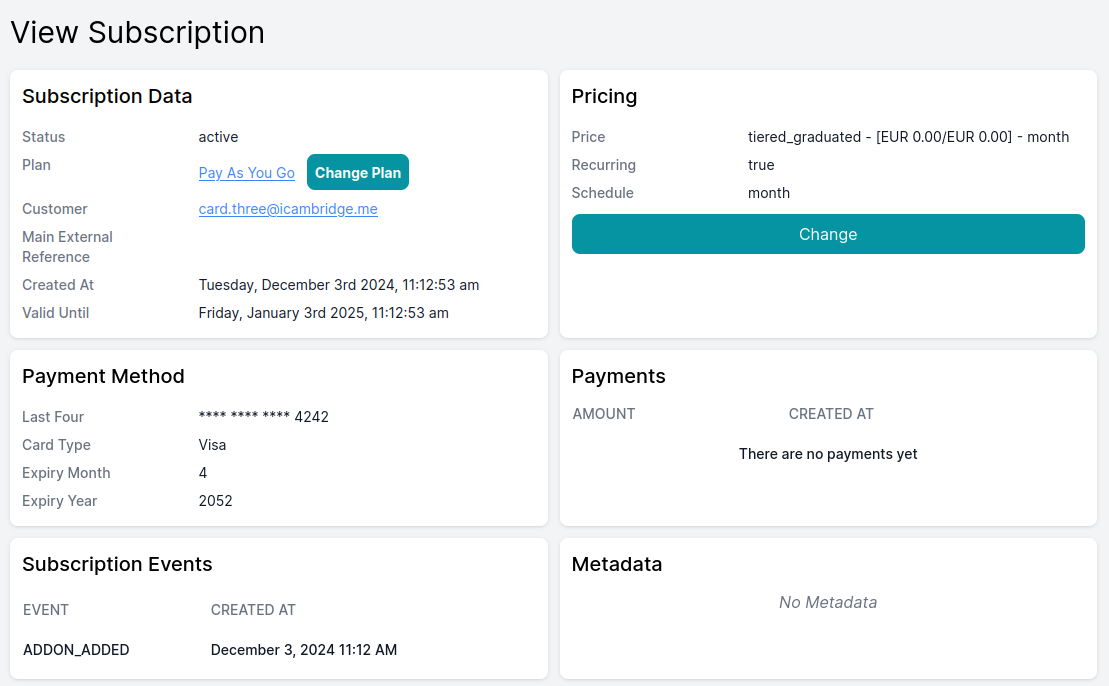 View Subscription
Subscription Data
Status active
Plan Pay As You Go Change Plan
Customer card.three@icambridge.me
Main External
Reference
Created At Tuesday, December 3rd 2024, 11:12:53 am
Valid Until Friday, January 3rd 2025, 11:12:53 am
Pricing
Price tiered_graduated - [EUR 0.00/EUR 0.00] - month
Recurring true
Schedule month
Change
Payment Method
Last Four **** **** **** 4242
Card Type Visa
Expiry Month 4
Expiry Year 2052
Payments
AMOUNT CREATED AT
There are no payments yet
Subscription Events
EVENT CREATED AT
ADDON_ADDED December 3, 2024 11:12 AM
Metadata
No Metadata